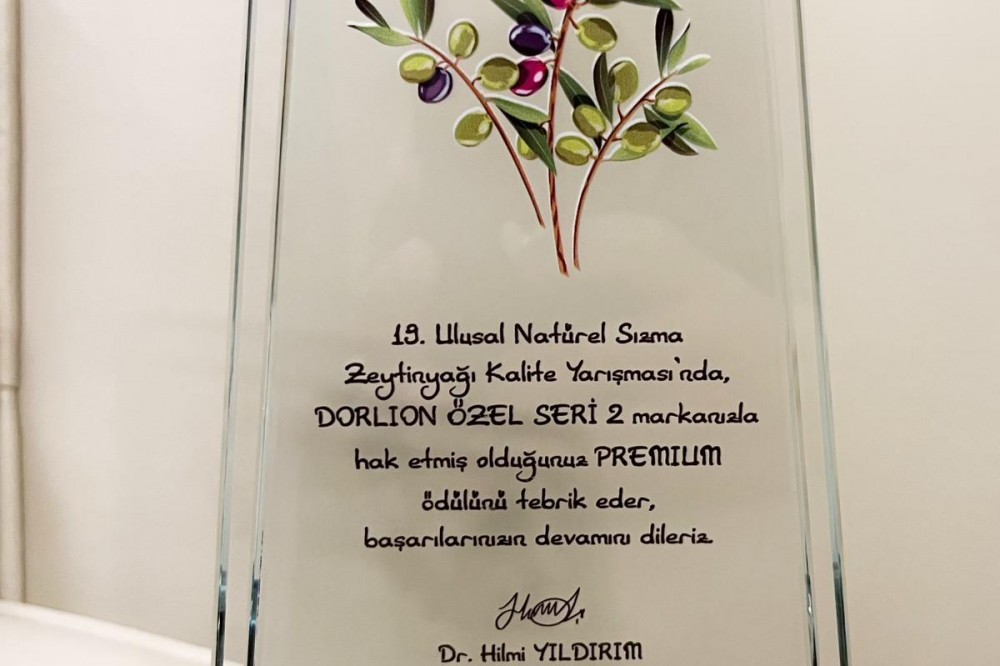 19. Ulusal Natürel Sızma
Zeytinyağı Kalite Yarışması'nda,
DORLION ÖZEL SERİ 2 markanızla
hak etmiş olduğunuz PREMIUM
ödülünü tebrik eder,
başarılarınızın devamını dileriz.
Dr. Hilmi YILDIRIM